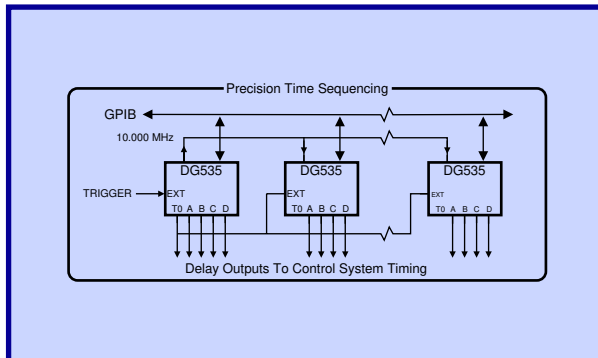 Precision Time Sequencing
GPIB
10.000 MHz
DG535 DG535 DG535
TRIGGER EXT EXT EXT
T0 A B C D T0 A B C D T0 A B C D
Delay Outputs To Control System Timing